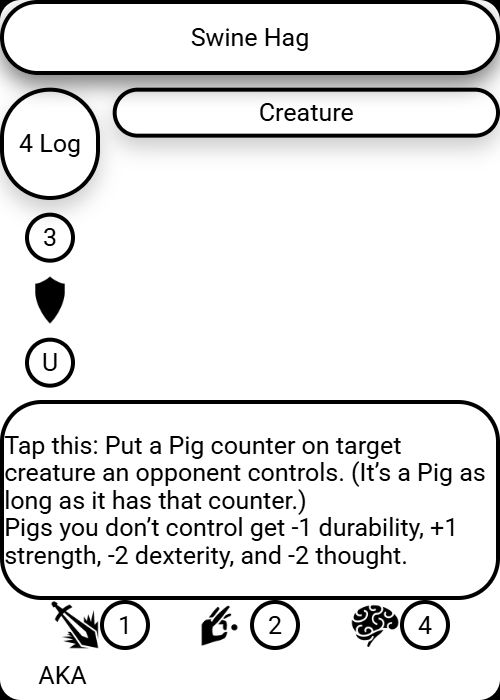 Swine Hag
Creature
4 Log
3
U
Tap this: Put a Pig counter on target
creature an opponent controls. (It’s a Pig as
long as it has that counter.)
Pigs you don’t control get -1 durability, +1
strength, -2 dexterity, and -2 thought.
1 2 4
AKA